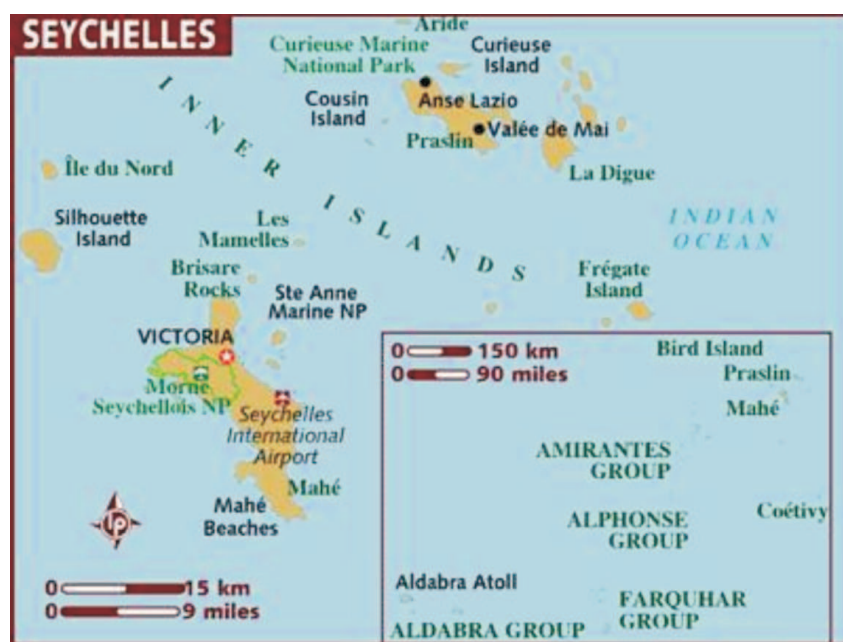 SEYCHELLES
Aride
Curieuse Marine
National Park
Curieuse
Island
Cousin
Island
Anse Lazio
Valée de Mai
Praslin
La Digue
INNER ISLANDS
Île du Nord
Silhouette
Island
Les
Mamelles
Brisare
Rocks
Ste Anne
Marine NP
INDIAN
OCEAN
Frégate
Island
VICTORIA
Morne
Seychellois NP
Seychelles
International
Airport
Mahé
Mahé
Beaches
lp
0 15 km
0 9 miles
0 150 km
0 90 miles
Bird Island
Praslin
Mahé
AMIRANTES
GROUP
ALPHONSE
GROUP
Coétivy
Aldabra Atoll
ALDABRA GROUP
FARQUHAR
GROUP